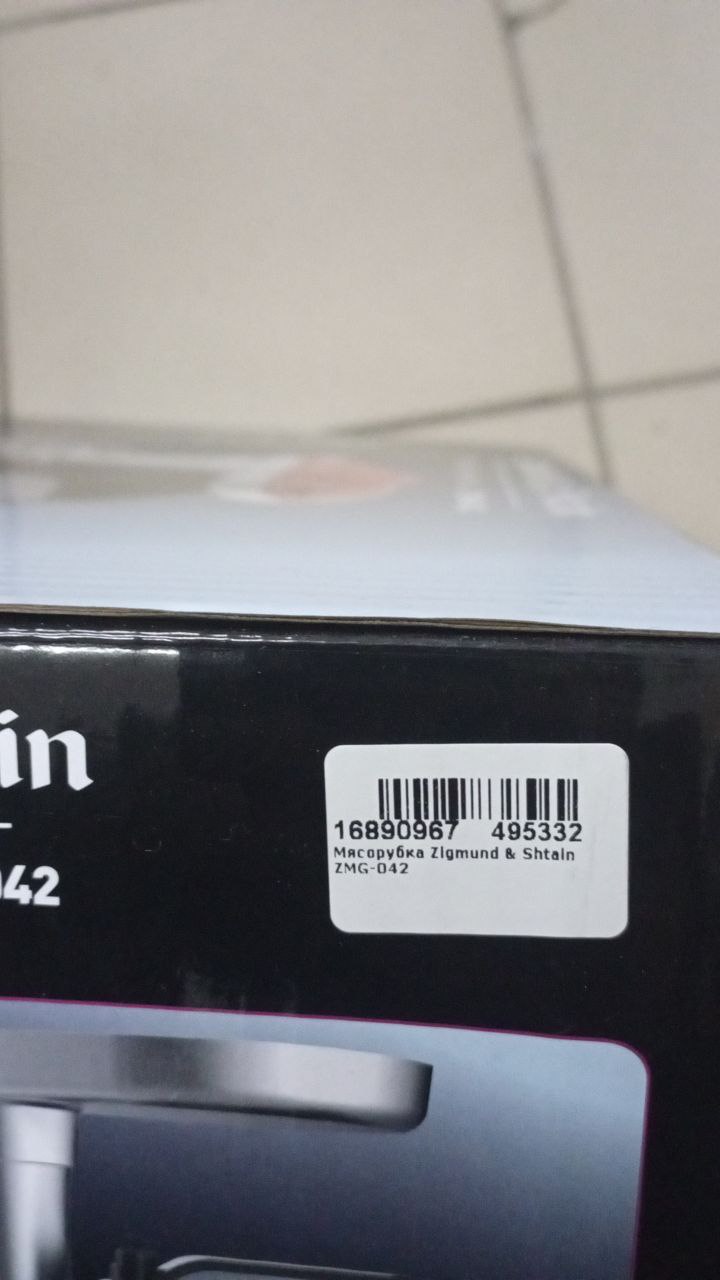 in
042
16890967 495332
Мясорубка Zigmund & Shtain
ZMG-042